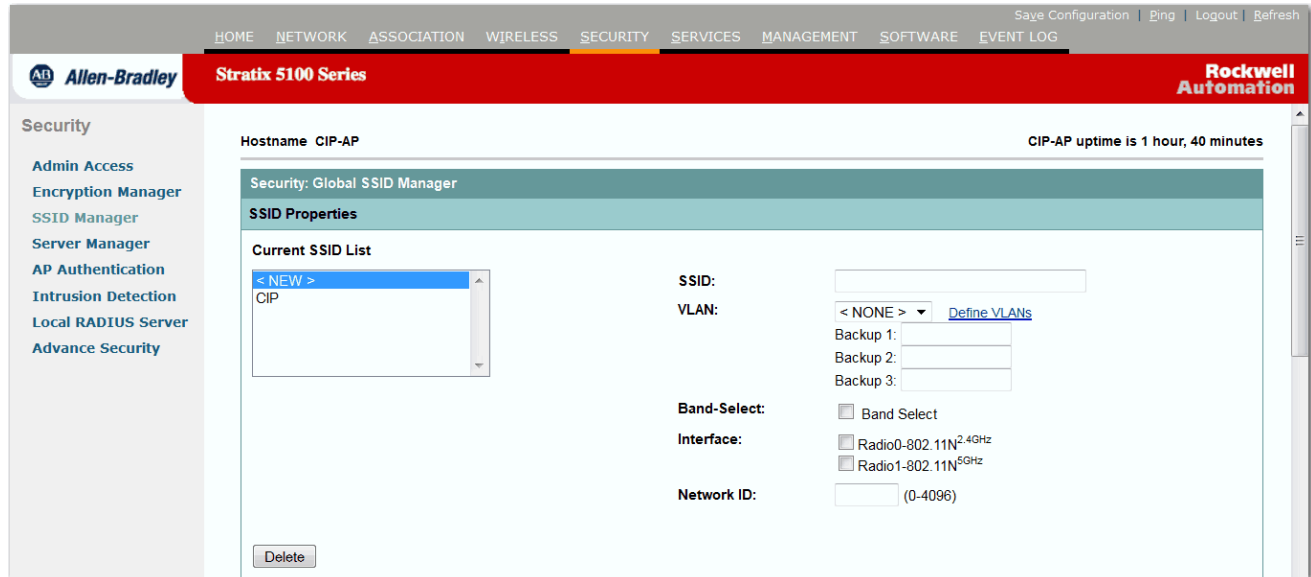 Save Configuration | Ping | Logout | Refresh
HOME NETWORK ASSOCIATION WIRELESS SECURITY SERVICES MANAGEMENT SOFTWARE EVENT LOG
AB Allen-Bradley
Stratix 5100 Series
Rockwell
Automation
Security
Admin Access
Encryption Manager
SSID Manager
Server Manager
AP Authentication
Intrusion Detection
Local RADIUS Server
Advance Security
Hostname CIP-AP
CIP-AP uptime is 1 hour, 40 minutes
Security: Global SSID Manager
SSID Properties
Current SSID List
< NEW >
CIP
SSID:
VLAN:
< NONE >
Define VLANs
Backup 1:
Backup 2:
Backup 3:
Band-Select:
Band Select
Interface:
Radio0-802.11N2.4GHz
Radio1-802.11N5GHz
Network ID:
(0-4096)
Delete